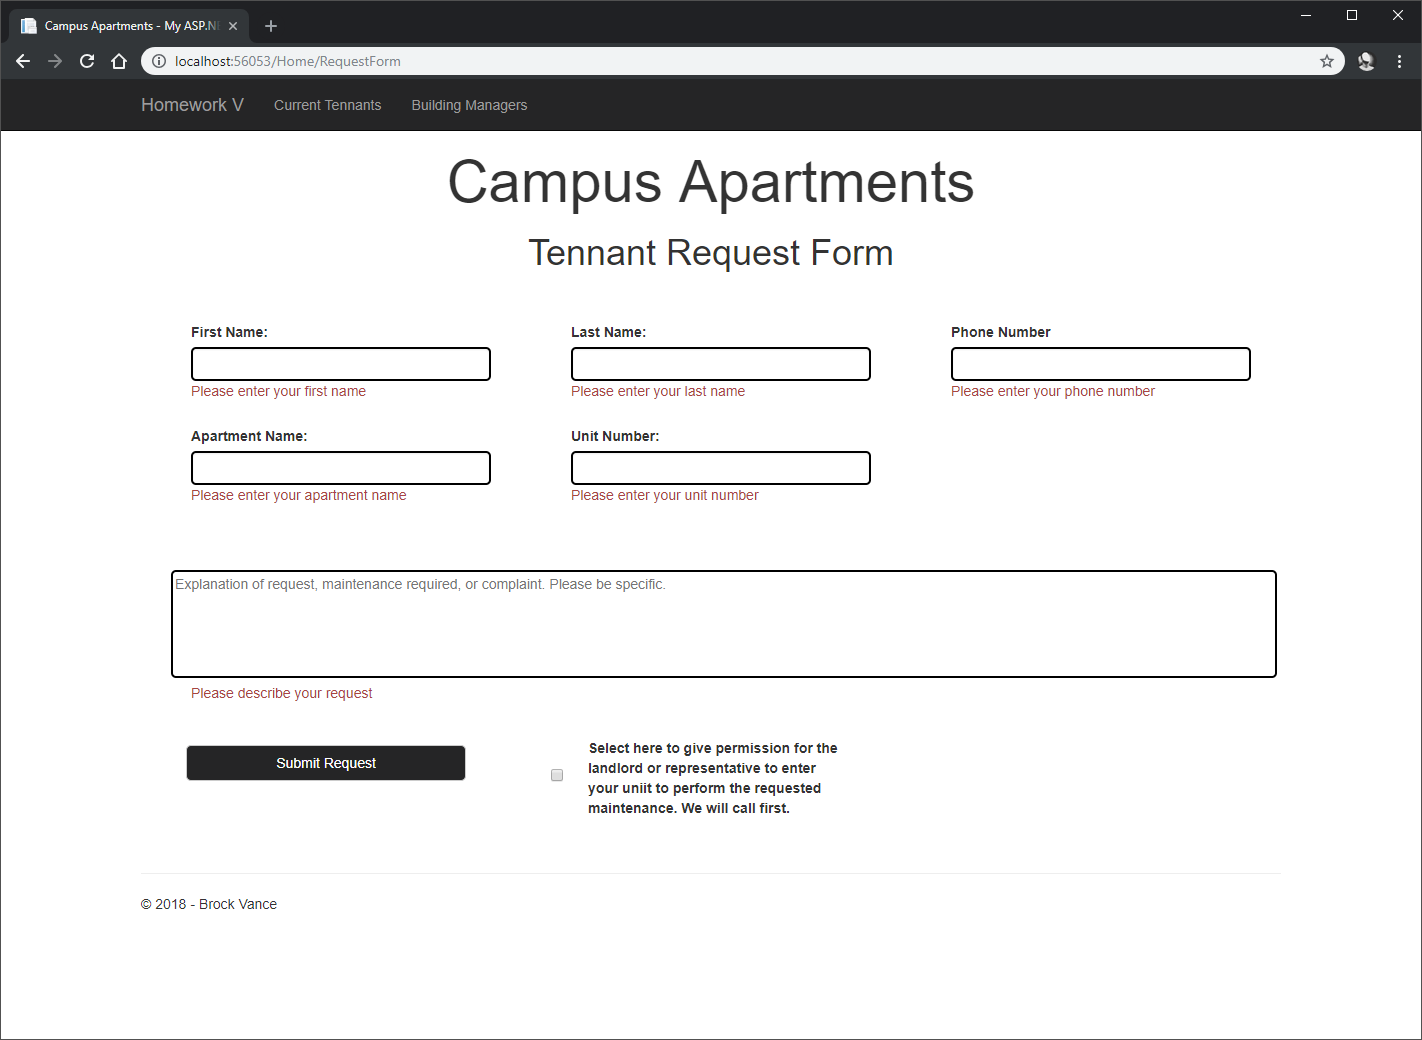 Campus Apartments - My ASP.N
localhost:56053/Home/RequestForm
Homework V Current Tennants Building Managers
Campus Apartments
Tennant Request Form
First Name: Last Name: Phone Number
Please enter your first name Please enter your last name Please enter your phone number
Apartment Name: Unit Number:
Please enter your apartment name Please enter your unit number
Explanation of request, maintenance required, or complaint. Please be specific.
Please describe your request
Submit Request
Select here to give permission for the
landlord or representative to enter
your uniit to perform the requested
maintenance. We will call first.
© 2018 - Brock Vance